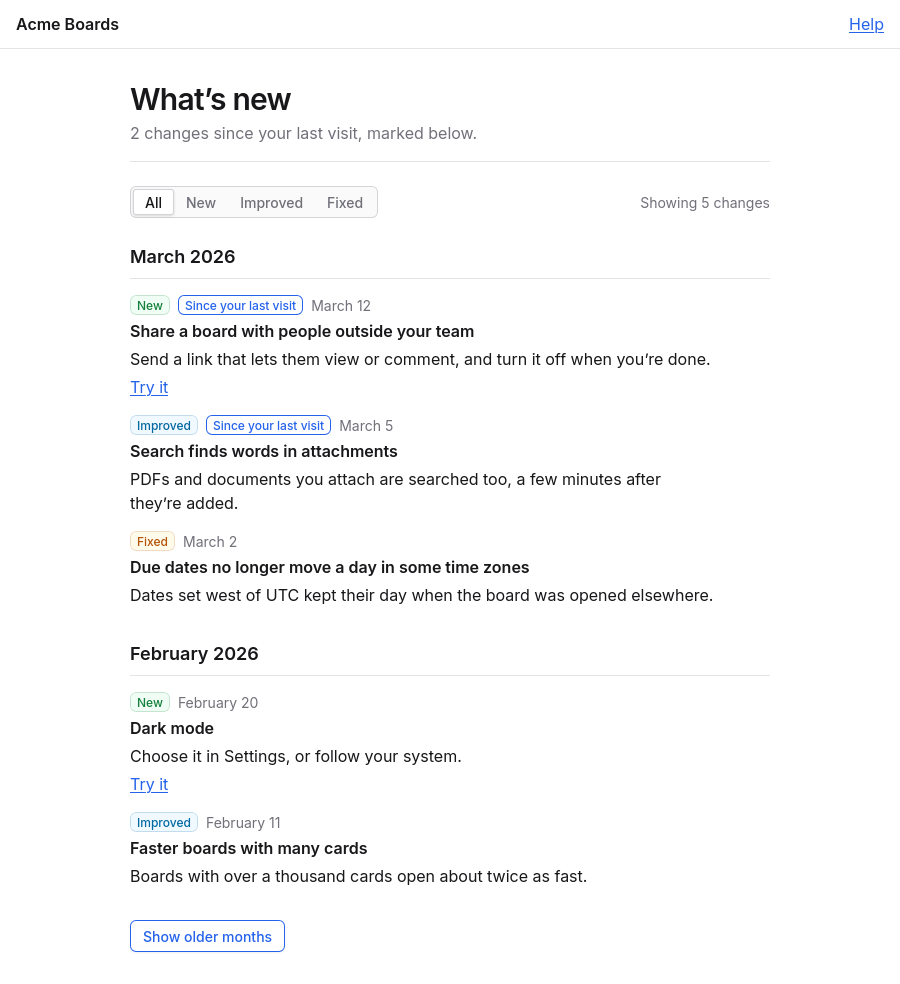 Acme Boards
Help
What’s new
2 changes since your last visit, marked below.
All New Improved Fixed
Showing 5 changes
March 2026
New Since your last visit March 12
Share a board with people outside your team
Send a link that lets them view or comment, and turn it off when you’re done.
Try it
Improved Since your last visit March 5
Search finds words in attachments
PDFs and documents you attach are searched too, a few minutes after
they’re added.
Fixed March 2
Due dates no longer move a day in some time zones
Dates set west of UTC kept their day when the board was opened elsewhere.
February 2026
New February 20
Dark mode
Choose it in Settings, or follow your system.
Try it
Improved February 11
Faster boards with many cards
Boards with over a thousand cards open about twice as fast.
Show older months